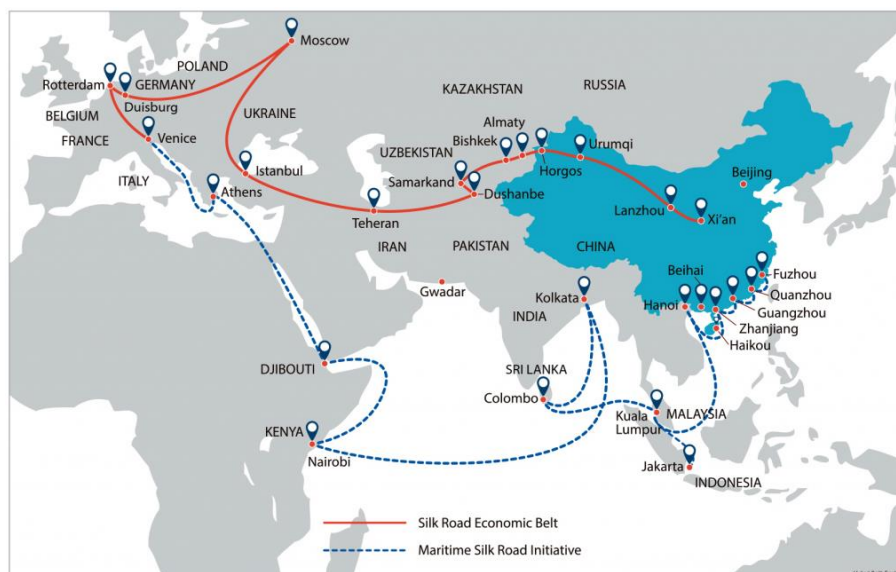 Moscow
POLAND
Rotterdam
GERMANY
Duisburg
BELGIUM
FRANCE
Venice
UKRAINE
ITALY
Athens
Istanbul
KAZAKHSTAN
RUSSIA
Almaty
Bishkek
UZBEKISTAN
Horgos
Urumqi
Samarkand
Dushanbe
Beijing
Lanzhou
Xi'an
Teheran
IRAN
PAKISTAN
CHINA
Gwadar
Kolkata
INDIA
Beihai
Hanoi
Fuzhou
Quanzhou
Guangzhou
Zhanjiang
Haikou
DJIBOUTI
SRI LANKA
Colombo
Kuala
Lumpur
MALAYSIA
KENYA
Nairobi
Jakarta
INDONESIA
Silk Road Economic Belt
Maritime Silk Road Initiative